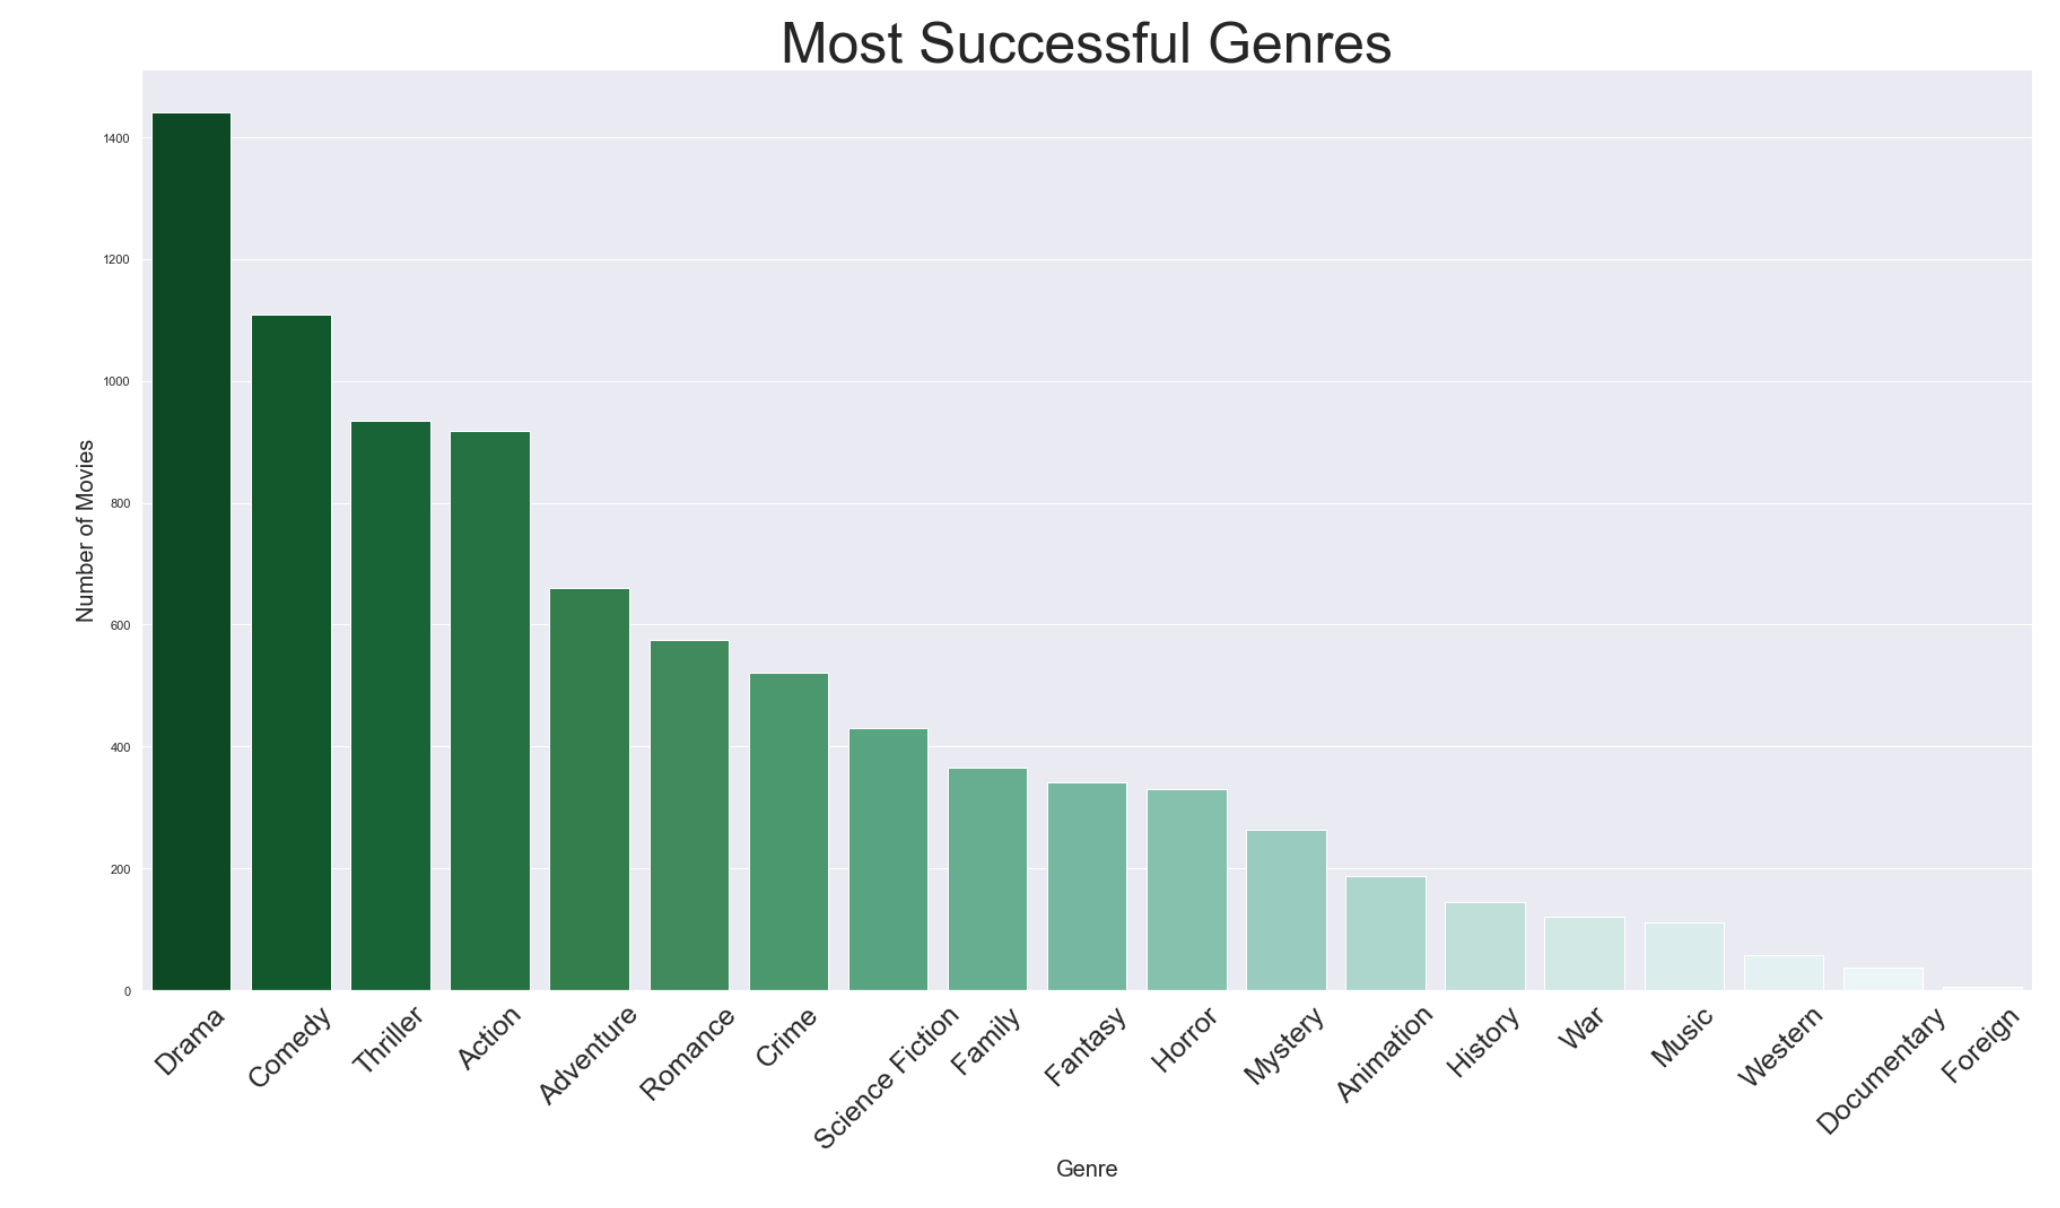 Most Successful Genres
Number of Movies
1400
1200
1000
800
600
400
200
0
Drama
Comedy
Thriller
Action
Adventure
Romance
Crime
Science Fiction
Family
Fantasy
Horror
Mystery
Animation
History
War
Music
Western
Documentary
Foreign
Genre